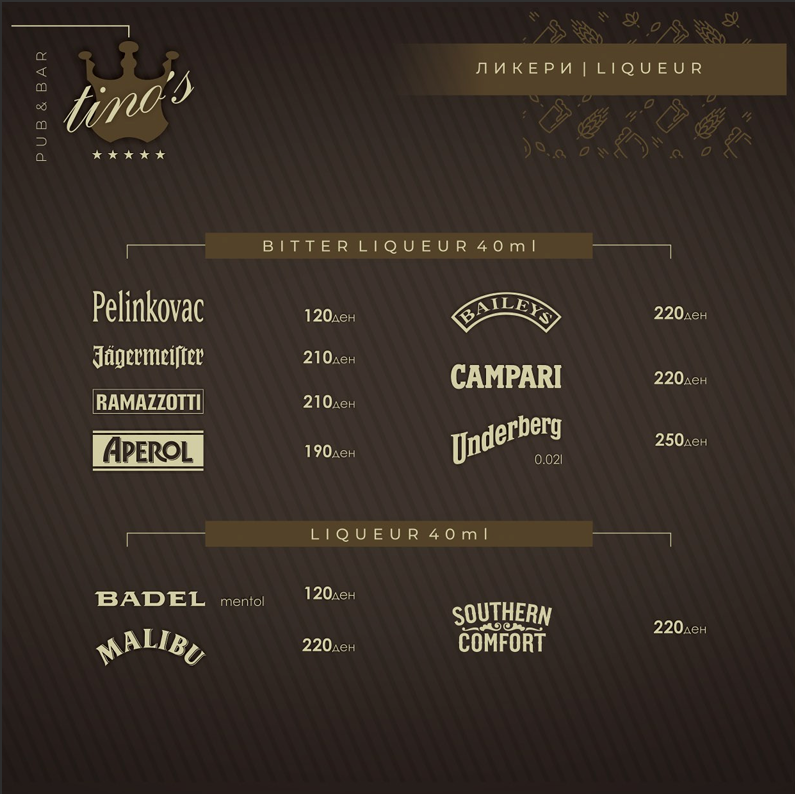 PUB & BAR
tino's
ЛИКЕРИ | LIQUEUR
BITTER LIQUEUR 40ml
Pelinkovac 120ден
Jägermeister 210ден
RAMAZZOTTI 210ден
APEROL 190ден
BAILEYS 220ден
CAMPARI 220ден
Underberg 250ден
0.02l
LIQUEUR 40ml
BADEL mentol 120ден
MALIBU 220ден
SOUTHERN
COMFORT 220ден